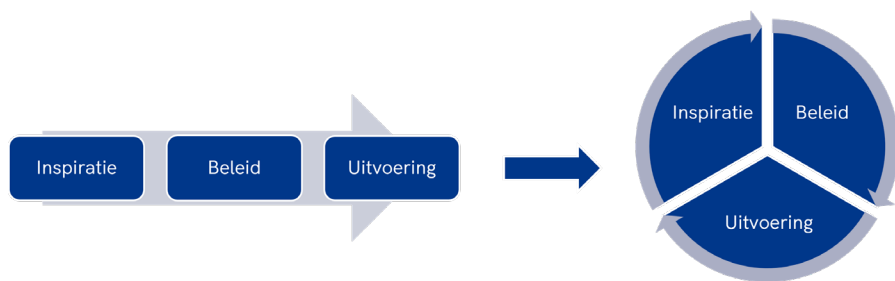 Inspiratie
Beleid
Uitvoering
Inspiratie
Beleid
Uitvoering